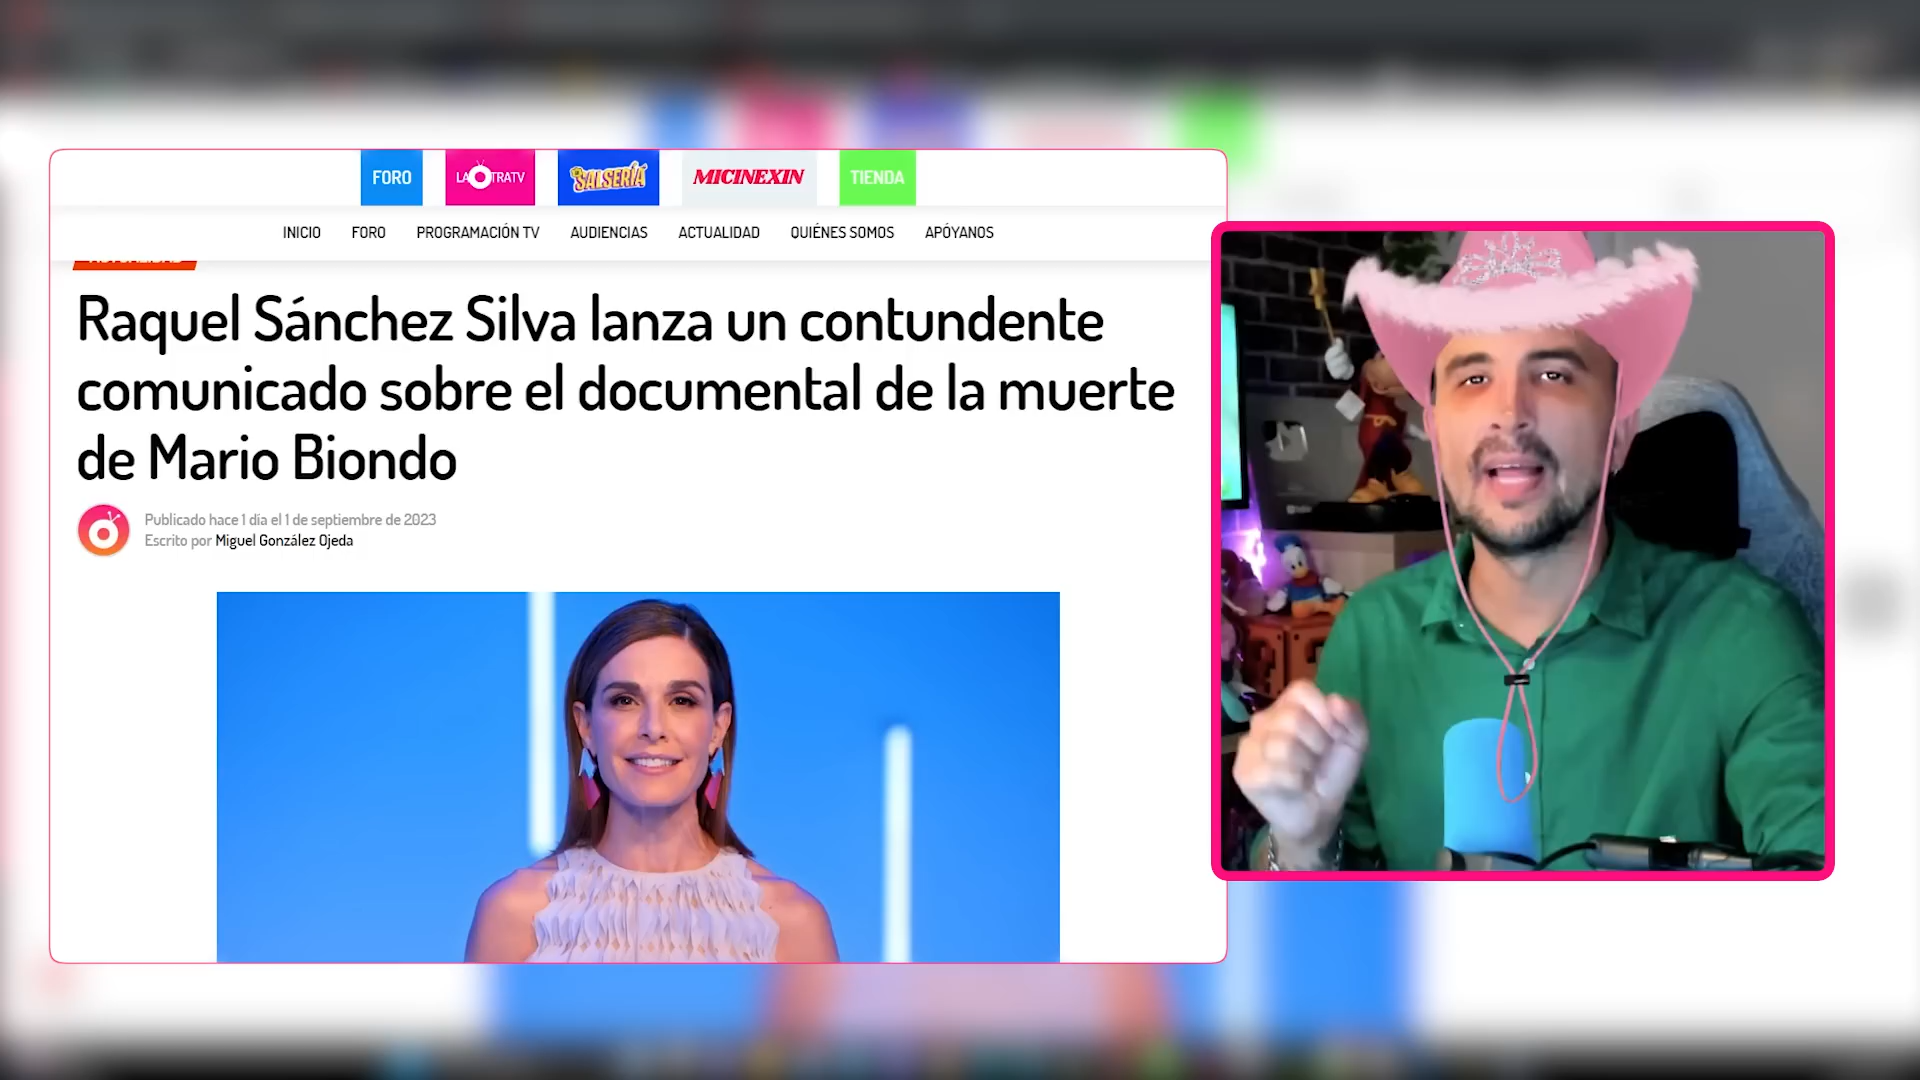 FORO
LA OTRATV
SALSERÍA
MICINEXIN
TIENDA
INICIO
FORO
PROGRAMACIÓN TV
AUDIENCIAS
ACTUALIDAD
QUIÉNES SOMOS
APÓYANOS
Raquel Sánchez Silva lanza un contundente
comunicado sobre el documental de la muerte
de Mario Biondo
Publicado hace 1 día el 1 de septiembre de 2023
Escrito por Miguel González Ojeda